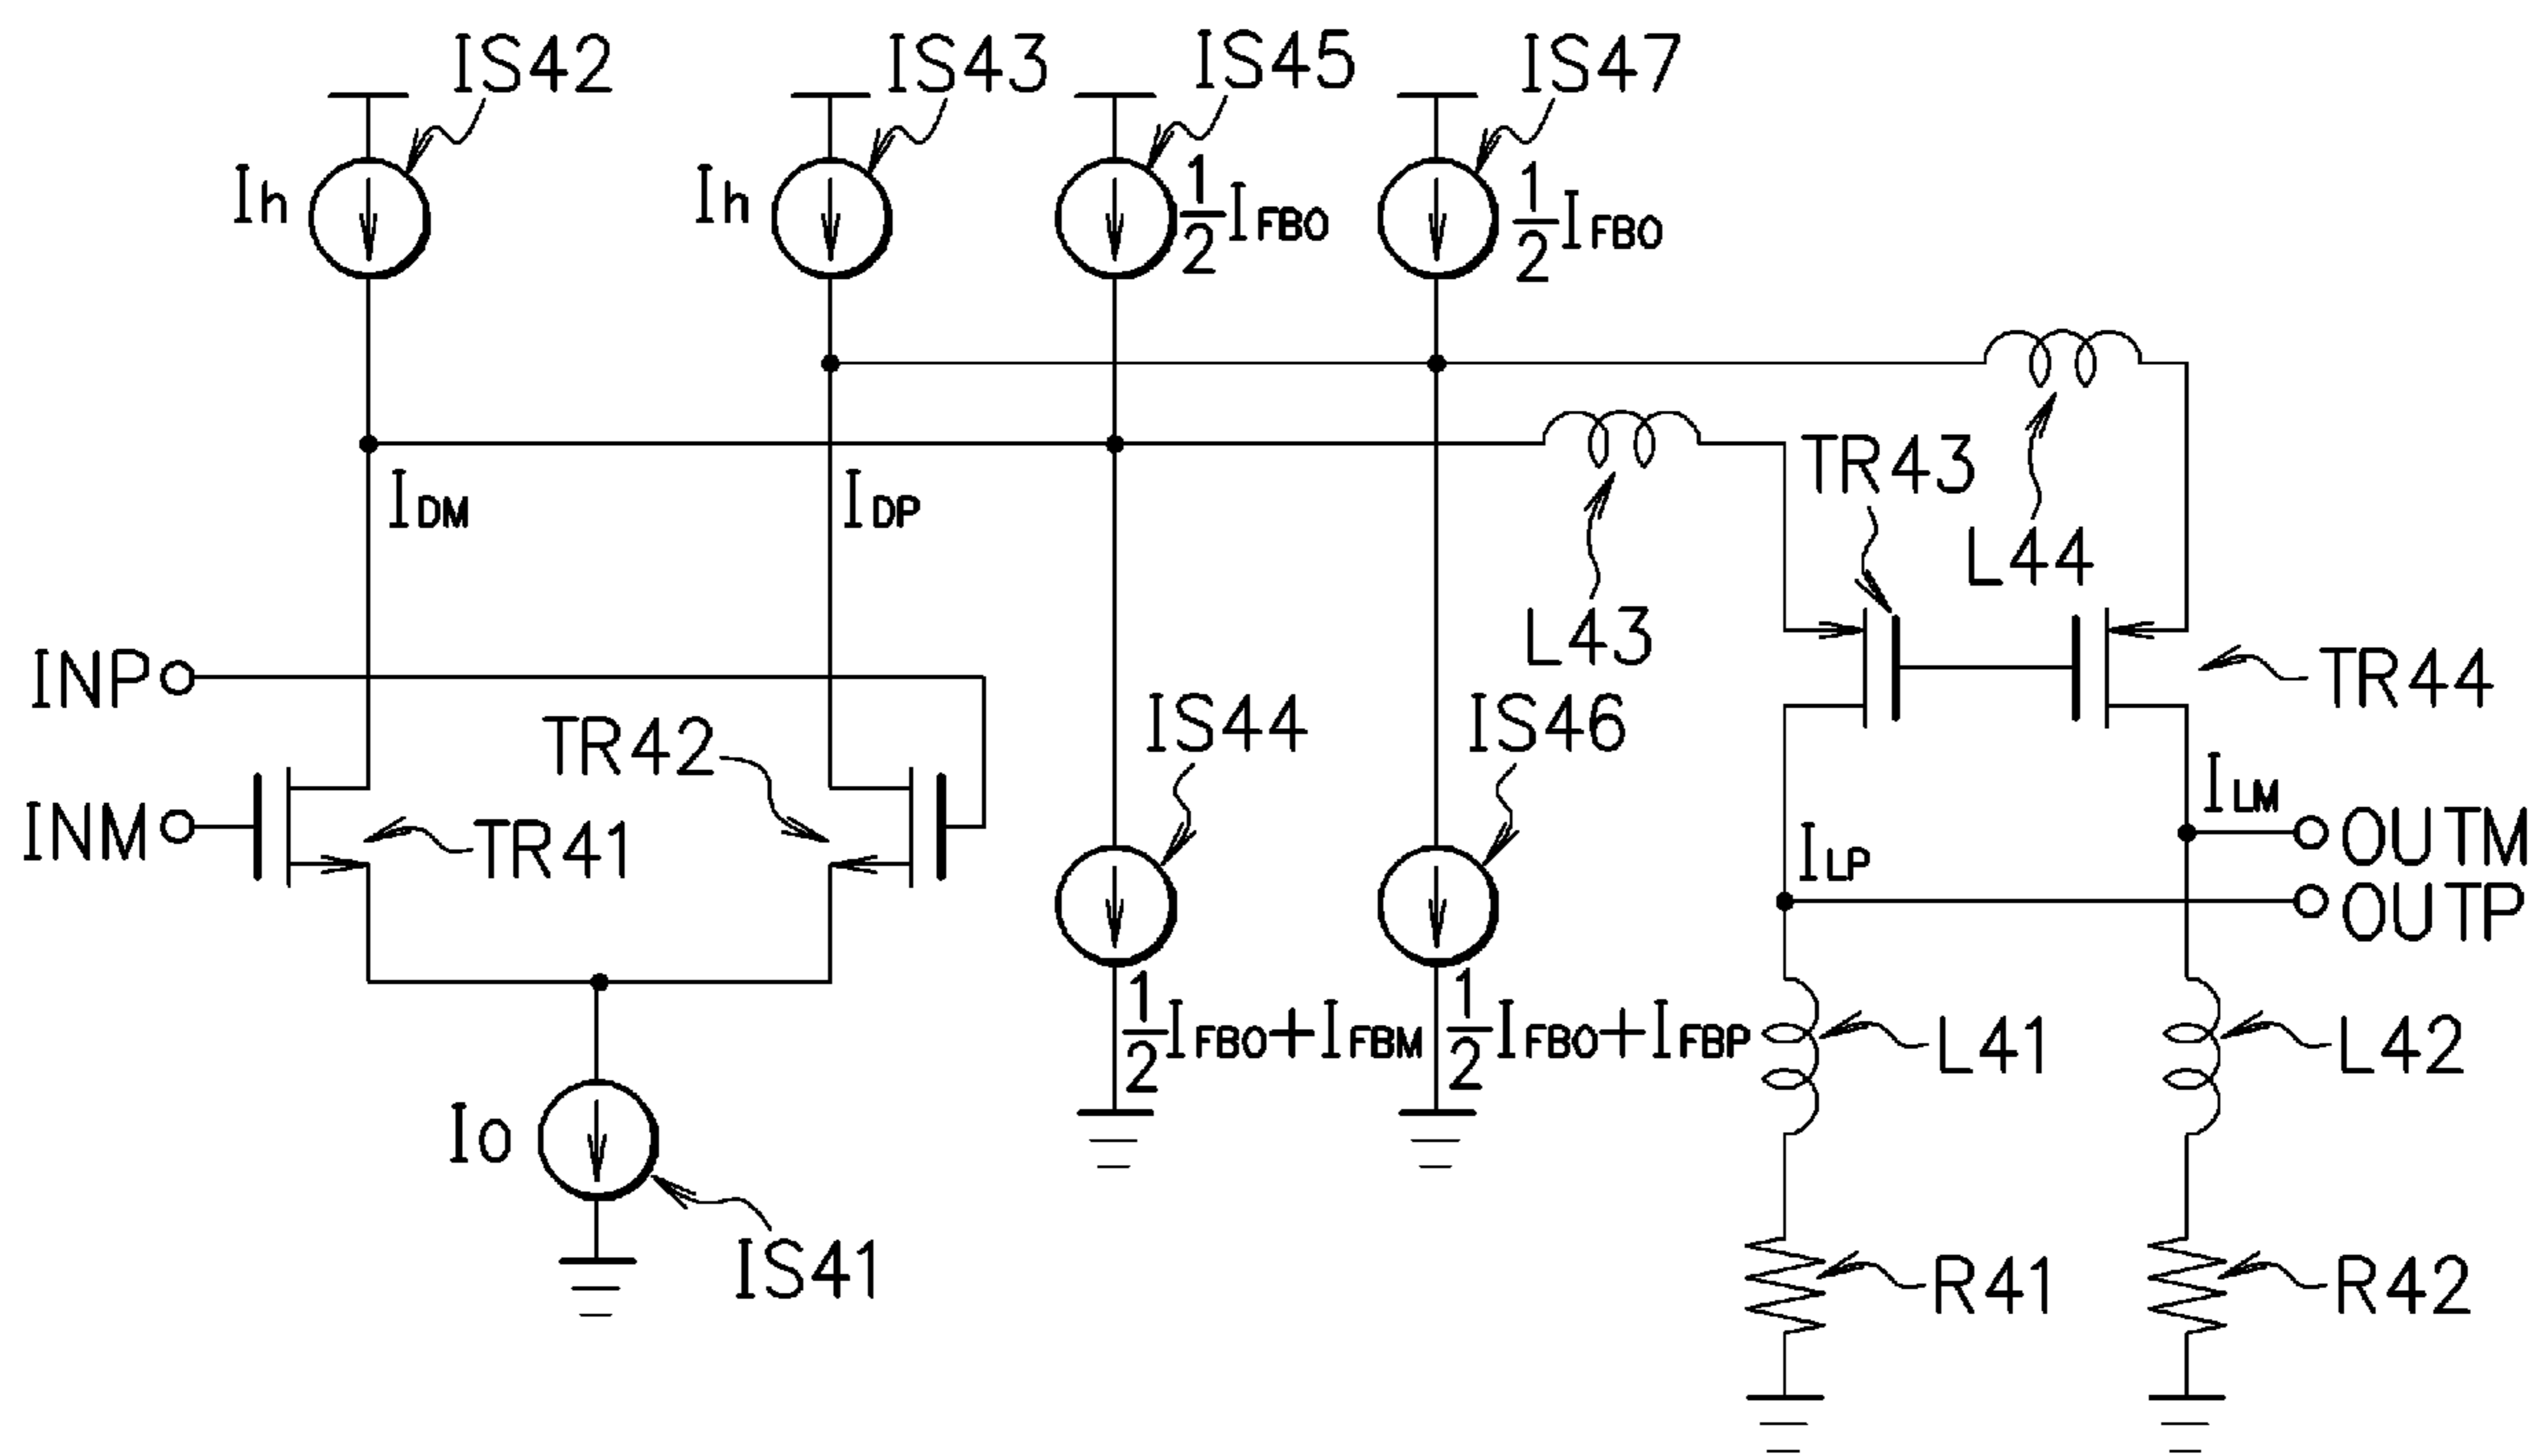 IS42
IS43
IS45
IS47
Ih
Ih
1/2 IFBO
1/2 IFBO
IDM
IDP
TR43
L44
L43
INP
TR42
IS44
IS46
TR44
INM
TR41
ILM
OUTM
ILP
OUTP
1/2 IFBO+IFBM
1/2 IFBO+IFBP
L41
L42
IO
IS41
R41
R42